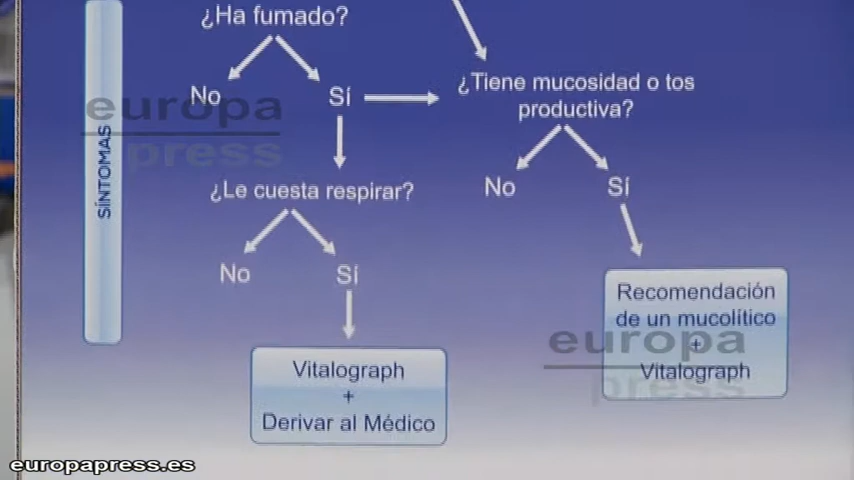 ¿Ha fumado?
No
Sí
¿Tiene mucosidad o tos
productiva?
No
Sí
europa
press
SÍNTOMAS
¿Le cuesta respirar?
No
Sí
Recomendación
de un mucolítico
+
Vitalograph
europa
press
Vitalograph
+
Derivar al Médico
europapress.es